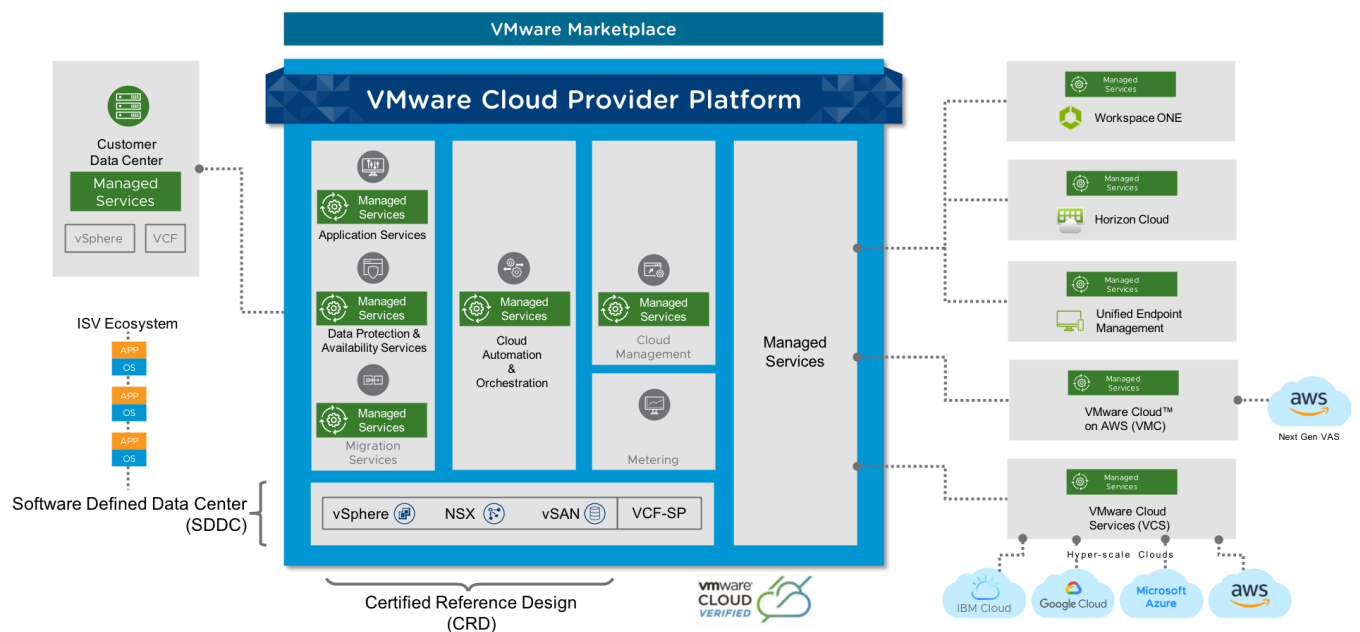 VMware Marketplace
VMware Cloud Provider Platform
Customer
Data Center
Managed
Services
vSphere
VCF
ISV Ecosystem
APP
OS
APP
OS
APP
OS
Software Defined Data Center
(SDDC)
Managed
Services
Application Services
Managed
Services
Data Protection &
Availability Services
Managed
Services
Migration
Services
Managed
Services
Cloud
Automation
&
Orchestration
Managed
Services
Cloud
Management
Metering
Managed
Services
vSphere
NSX
vSAN
VCF-SP
Certified Reference Design
(CRD)
vmware
CLOUD
VERIFIED
Managed
Services
Workspace ONE
Managed
Services
Horizon Cloud
Managed
Services
Unified Endpoint
Management
Managed
Services
VMware Cloud™
on AWS (VMC)
aws
Next Gen VAS
Managed
Services
VMware Cloud
Services (VCS)
Hyper-scale Clouds
IBM Cloud
Google Cloud
Microsoft
Azure
aws